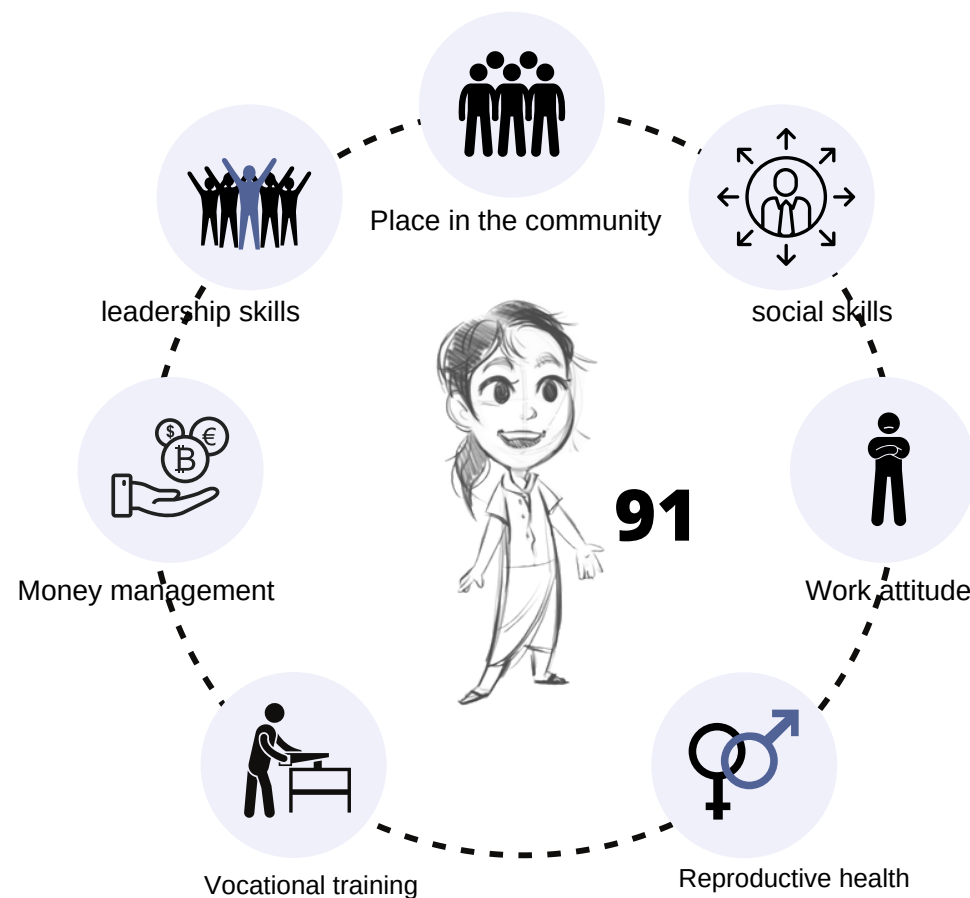 Place in the community
leadership skills
social skills
Money management
91
Work attitude
Vocational training
Reproductive health